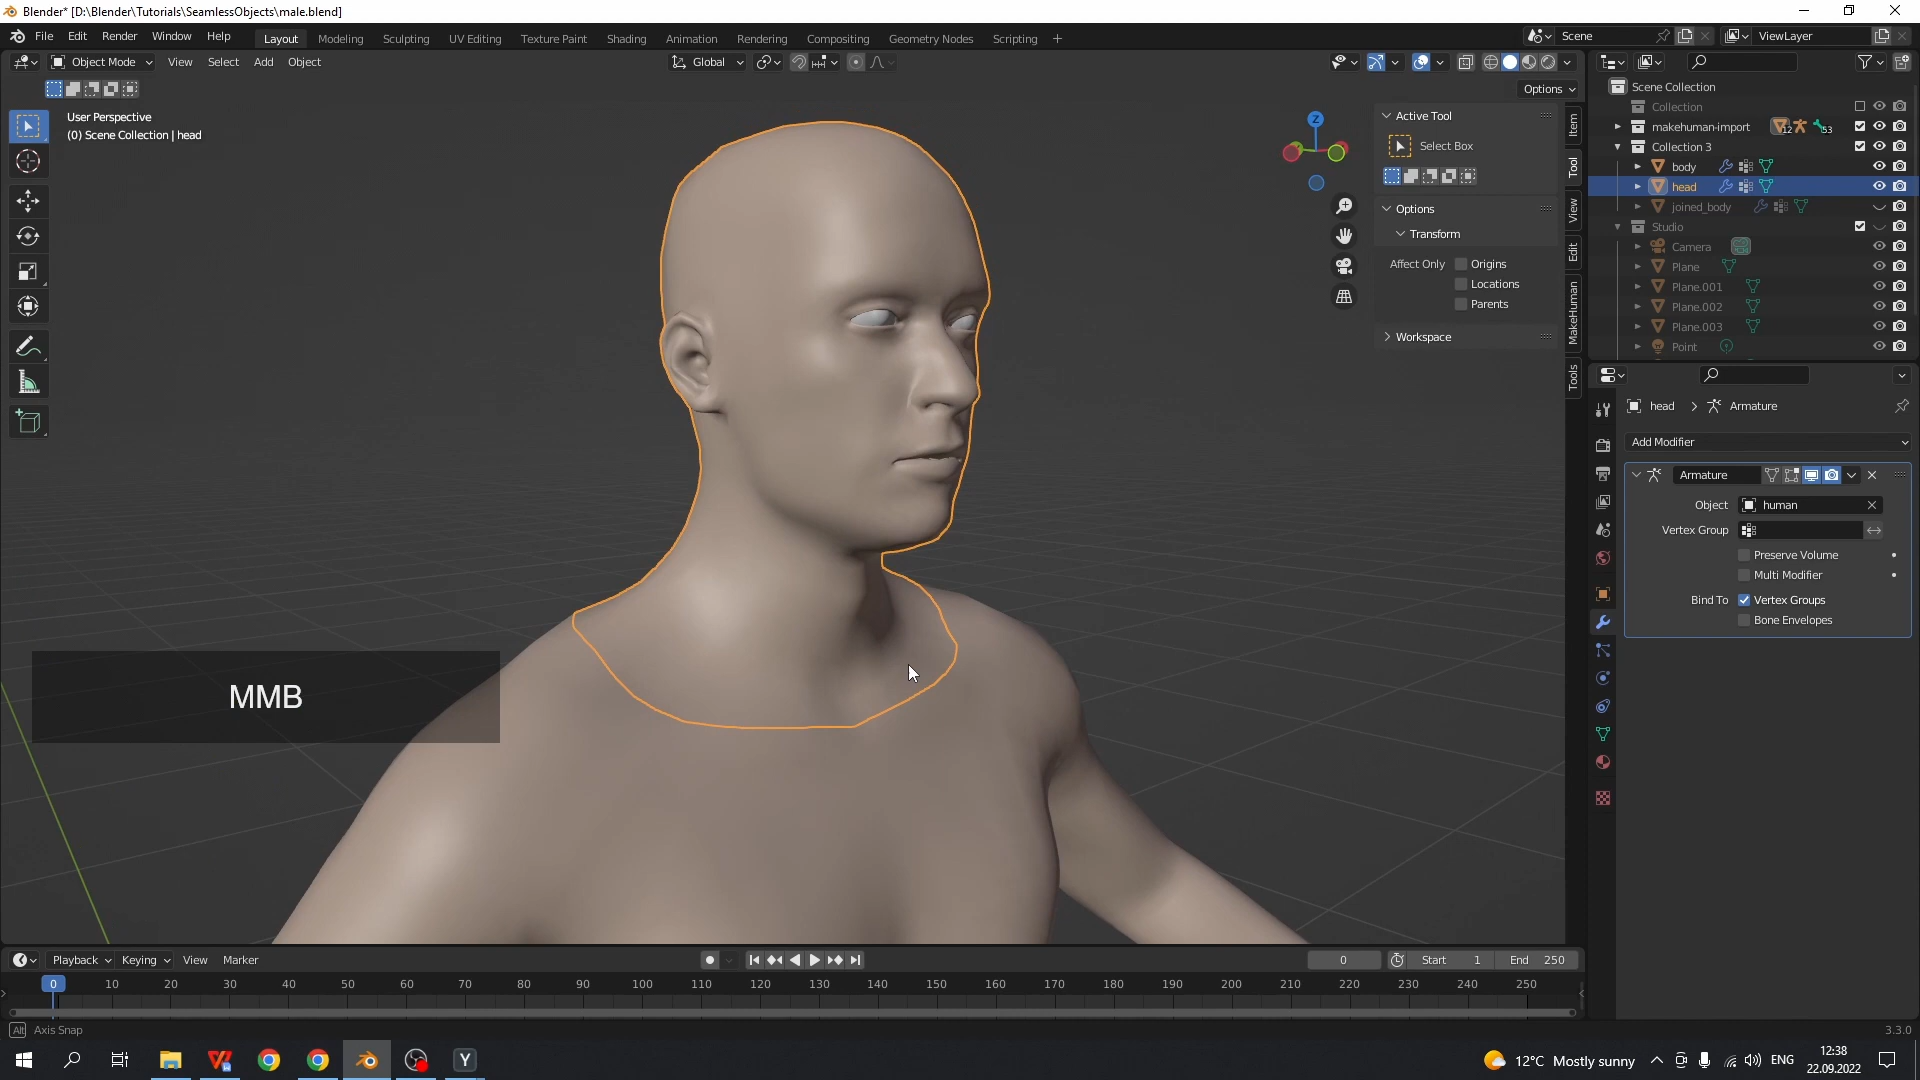 Blender* [D:\Blender\Tutorials\SeamlessObjects\male.blend]
File Edit Render Window Help
Layout Modeling Sculpting UV Editing Texture Paint Shading Animation Rendering Compositing Geometry Nodes Scripting +
Scene
ViewLayer
Object Mode View Select Add Object
Global
Options
User Perspective
(0) Scene Collection | head
Z
Active Tool
Select Box
Options
Transform
Affect Only Origins
Locations
Parents
Workspace
Item
Tool
View
Edit
MakeHuman
Tools
Scene Collection
Collection
makehuman-import 12 53
Collection 3
body
head
joined_body
Studio
Camera
Plane
Plane.001
Plane.002
Plane.003
Point
head > Armature
Add Modifier
Armature
Object human
Vertex Group
Preserve Volume
Multi Modifier
Bind To Vertex Groups
Bone Envelopes
MMB
Playback Keying View Marker
0 Start 1 End 250
0 10 20 30 40 50 60 70 80 90 100 110 120 130 140 150 160 170 180 190 200 210 220 230 240 250
Alt Axis Snap
3.3.0
12°C Mostly sunny
ENG
12:38
22.09.2022